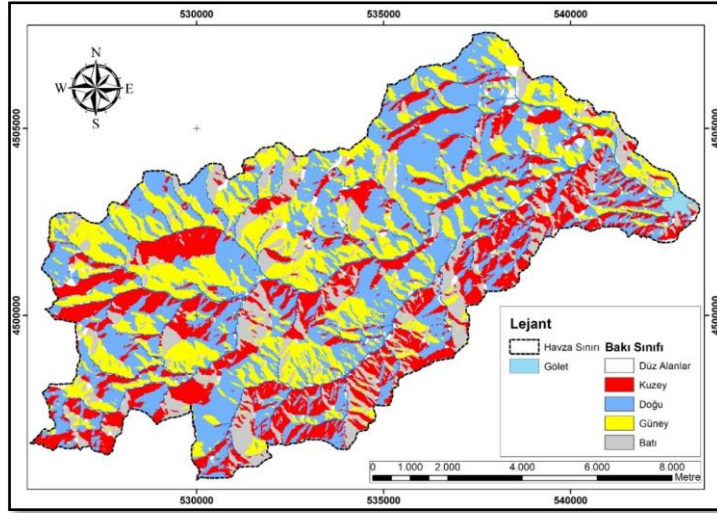 530000 535000 540000
N
W E
S
4505000 4505000
4500000 4500000
Lejant
Havza Sınırı
Gölet
Bakı Sınıfı
Düz Alanlar
Kuzey
Doğu
Güney
Batı
0 1.000 2.000 4.000 6.000 8.000
Metre
530000 535000 540000